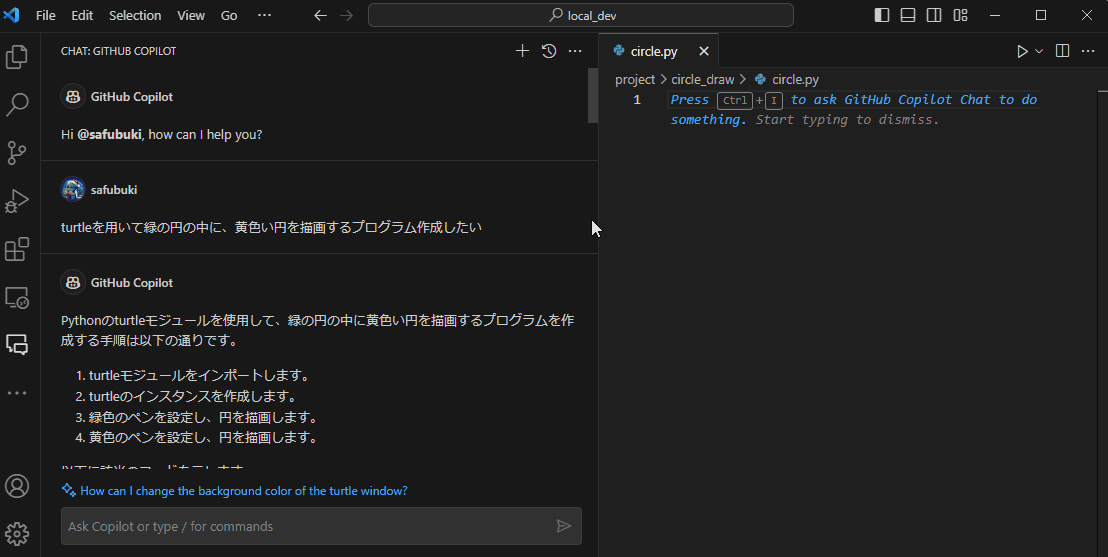 File Edit Selection View Go ··· local_dev
CHAT: GITHUB COPILOT
GitHub Copilot
Hi @safubuki, how can I help you?
safubuki
turtleを用いて緑の円の中に、黄色い円を描画するプログラム作成したい
GitHub Copilot
Pythonのturtleモジュールを使用して、緑の円の中に黄色い円を描画するプログラムを作
成する手順は以下の通りです。
1. turtleモジュールをインポートします。
2. turtleのインスタンスを作成します。
3. 緑色のペンを設定し、円を描画します。
4. 黄色のペンを設定し、円を描画します。
How can I change the background color of the turtle window?
Ask Copilot or type / for commands
circle.py
project > circle_draw > circle.py
1 Press Ctrl + I to ask GitHub Copilot Chat to do
something. Start typing to dismiss.